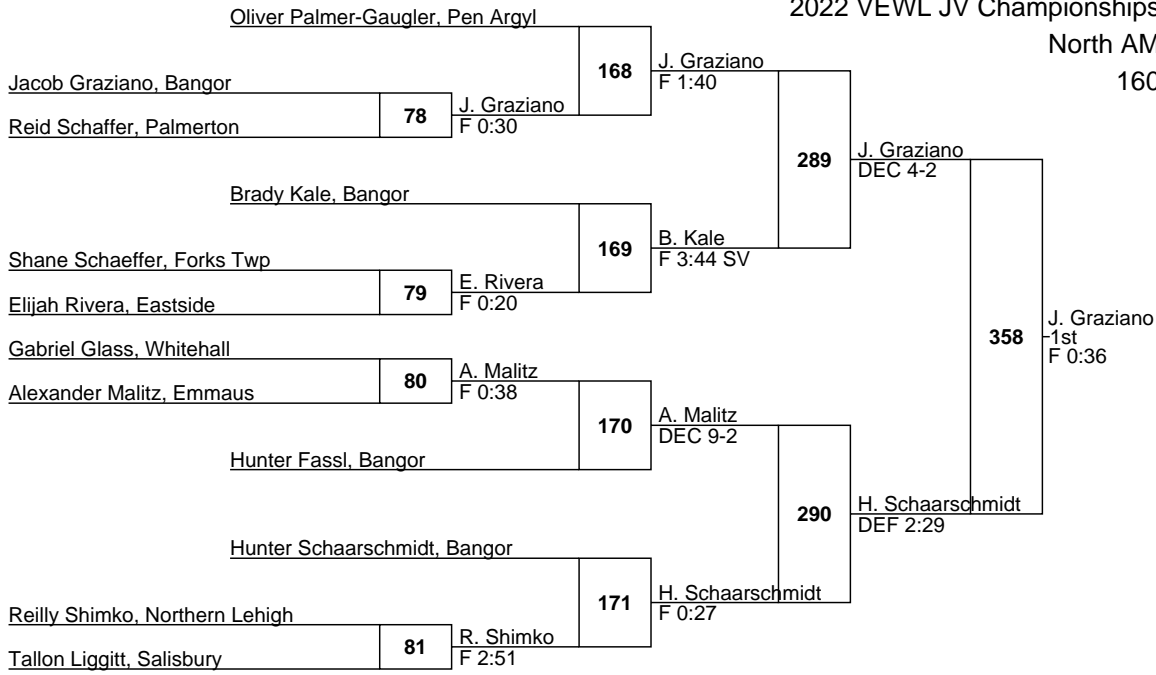 2022 VEWL JV Championships
North AM
160
Oliver Palmer-Gaugler, Pen Argyl
168
J. Graziano
F 1:40
Jacob Graziano, Bangor
78
J. Graziano
F 0:30
Reid Schaffer, Palmerton
289
J. Graziano
DEC 4-2
Brady Kale, Bangor
169
B. Kale
F 3:44 SV
Shane Schaeffer, Forks Twp
79
E. Rivera
F 0:20
Elijah Rivera, Eastside
358
J. Graziano
1st
F 0:36
Gabriel Glass, Whitehall
80
A. Malitz
F 0:38
Alexander Malitz, Emmaus
170
A. Malitz
DEC 9-2
Hunter Fassl, Bangor
290
H. Schaarschmidt
DEF 2:29
Hunter Schaarschmidt, Bangor
171
H. Schaarschmidt
F 0:27
Reilly Shimko, Northern Lehigh
81
R. Shimko
F 2:51
Tallon Liggitt, Salisbury